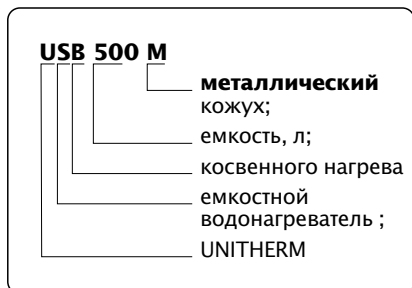 USB 500 M
металлический
кожух;
емкость, л;
косвенного нагрева
емкостной
водонагреватель ;
UNITHERM